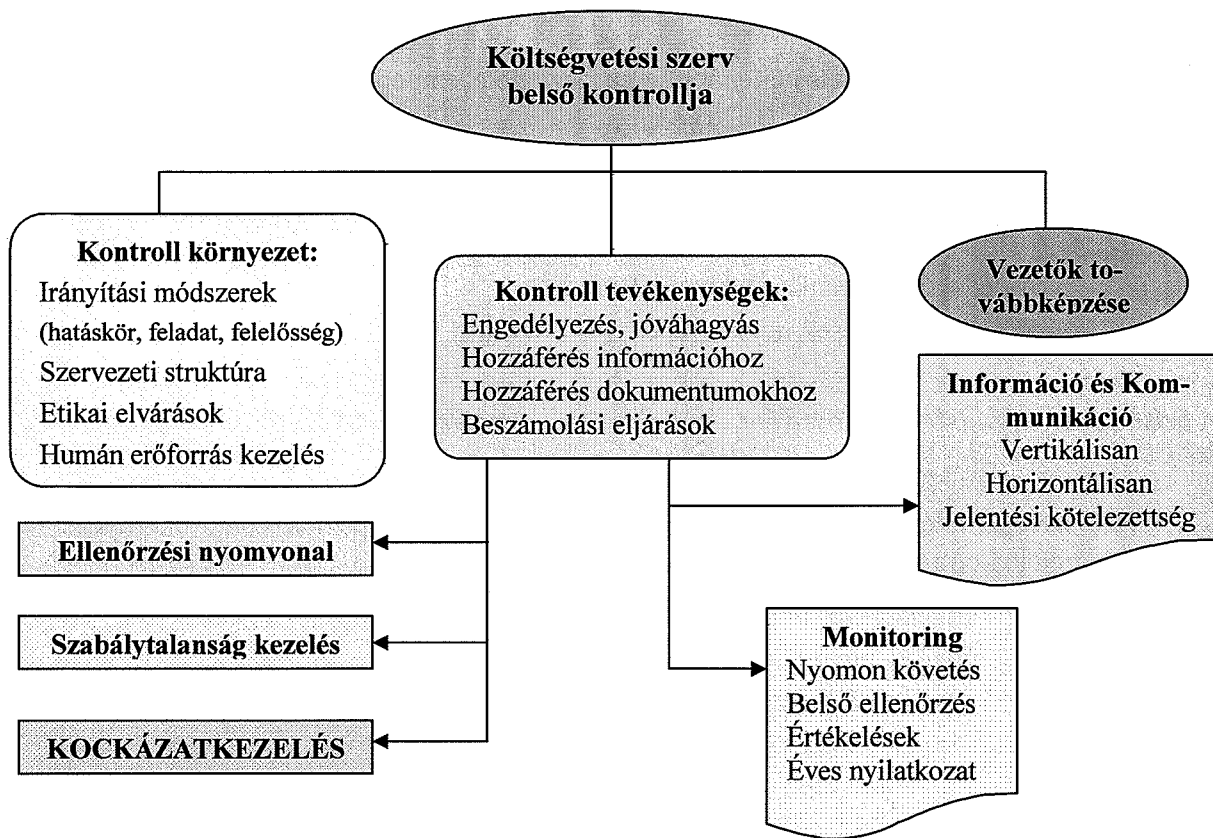 Költségvetési szerv
belső kontrollja
Kontroll környezet:
Irányítási módszerek
(hatáskör, feladat, felelősség)
Szervezeti struktúra
Etikai elvárások
Humán erőforrás kezelés
Kontroll tevékenységek:
Engedélyezés, jóváhagyás
Hozzáférés információhoz
Hozzáférés dokumentumokhoz
Beszámolási eljárások
Vezetők to-
vábbképzése
Információ és Kom-
munikáció
Vertikálisan
Horizontálisan
Jelentési kötelezettség
Ellenőrzési nyomvonal
Szabálytalanság kezelés
KOCKÁZATKEZELÉS
Monitoring
Nyomon követés
Belső ellenőrzés
Értékelések
Éves nyilatkozat